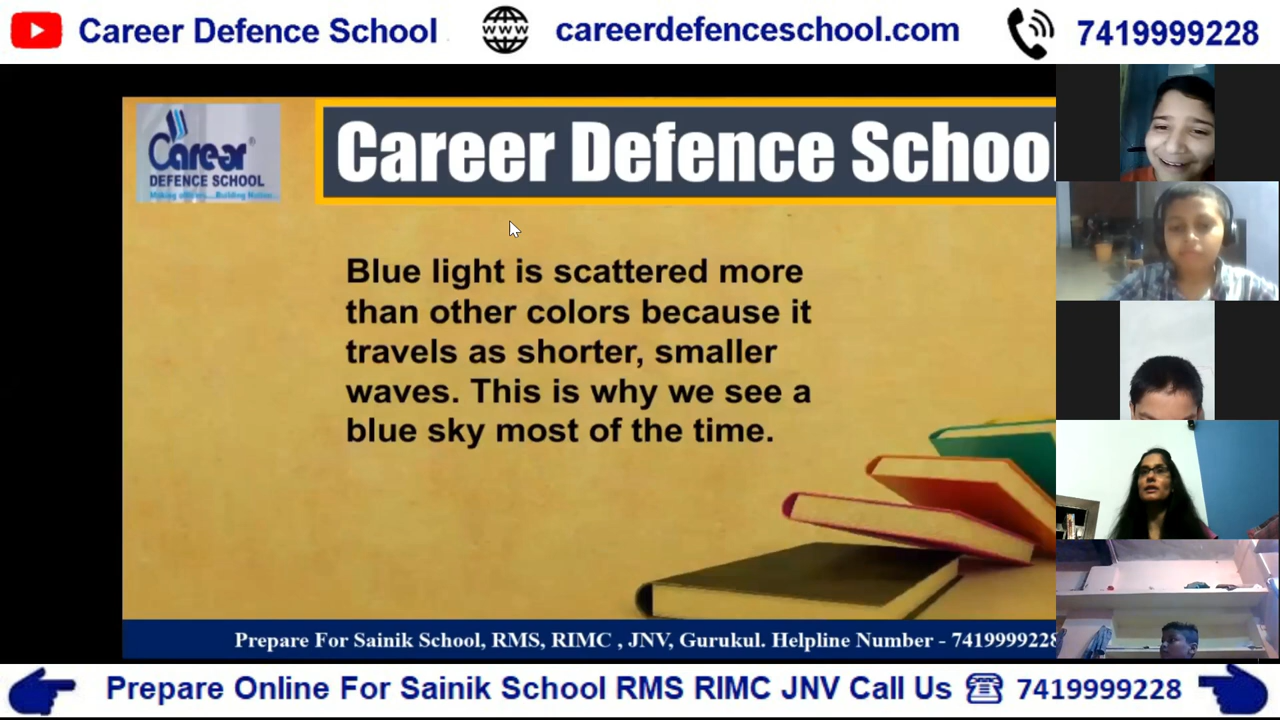 Career Defence School
www
careerdefenceschool.com
7419999228
Career
DEFENCE SCHOOL
Career Defence School
Blue light is scattered more
than other colors because it
travels as shorter, smaller
waves. This is why we see a
blue sky most of the time.
Prepare For Sainik School, RMS, RIMC , JNV, Gurukul. Helpline Number - 7419999228
Prepare Online For Sainik School RMS RIMC JNV Call Us 7419999228